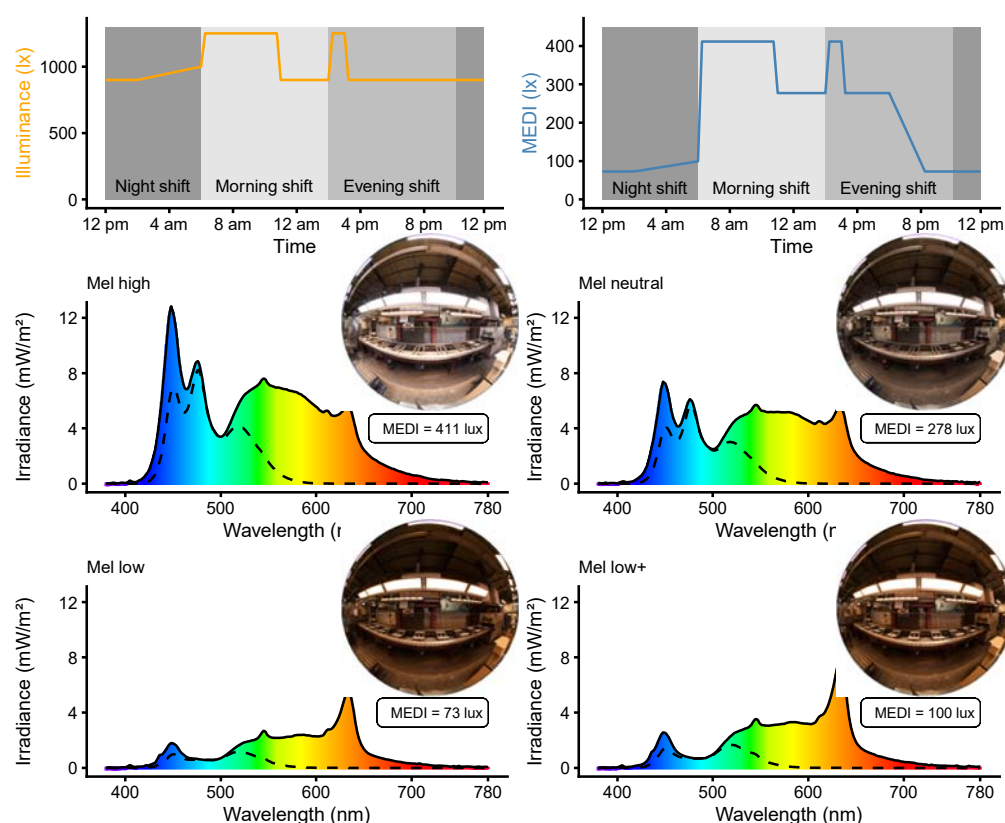 Illuminance (lx)
1000
500
0
Night shift
Morning shift
Evening shift
12 pm
4 am
8 am
12 am
4 pm
8 pm
12 pm
Time
MEDI (lx)
400
300
200
100
0
Night shift
Morning shift
Evening shift
12 pm
4 am
8 am
12 am
4 pm
8 pm
12 pm
Time
Mel high
Irradiance (mW/m²)
12
8
4
0
MEDI = 411 lux
400
500
600
700
780
Wavelength (
Mel neutral
Irradiance (mW/m²)
12
8
4
0
MEDI = 278 lux
400
500
600
700
780
Wavelength (
Mel low
Irradiance (mW/m²)
12
8
4
0
MEDI = 73 lux
400
500
600
700
780
Wavelength (nm)
Mel low+
Irradiance (mW/m²)
12
8
4
0
MEDI = 100 lux
400
500
600
700
780
Wavelength (nm)